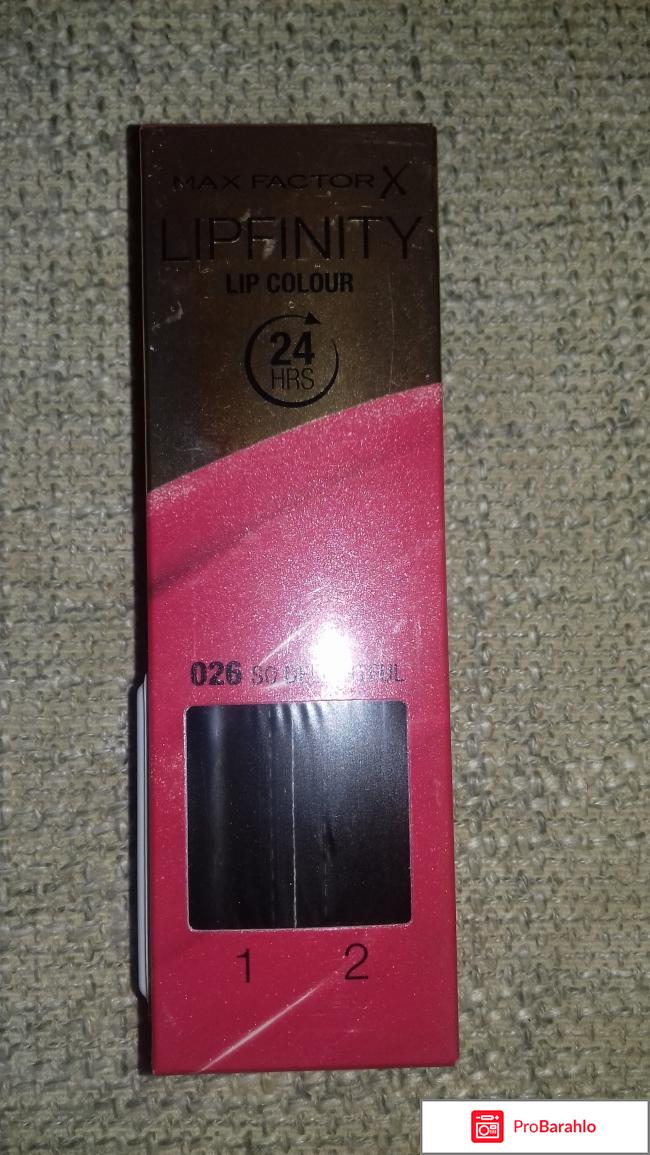 MAX FACTOR X
LIPFINITY
LIP COLOUR
24
HRS
026 SO
1 2
ProBarahlo